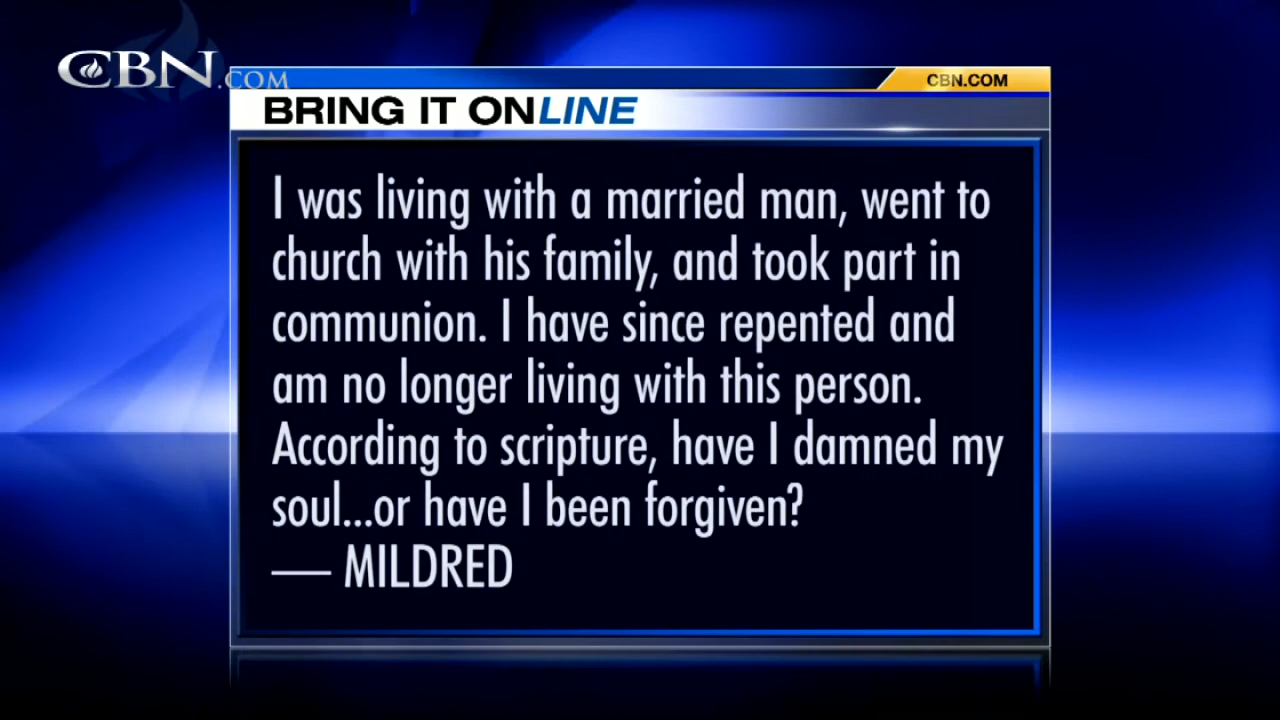 CBN.COM
CBN.COM
BRING IT ONLINE
I was living with a married man, went to
church with his family, and took part in
communion. I have since repented and
am no longer living with this person.
According to scripture, have I damned my
soul...or have I been forgiven?
— MILDRED